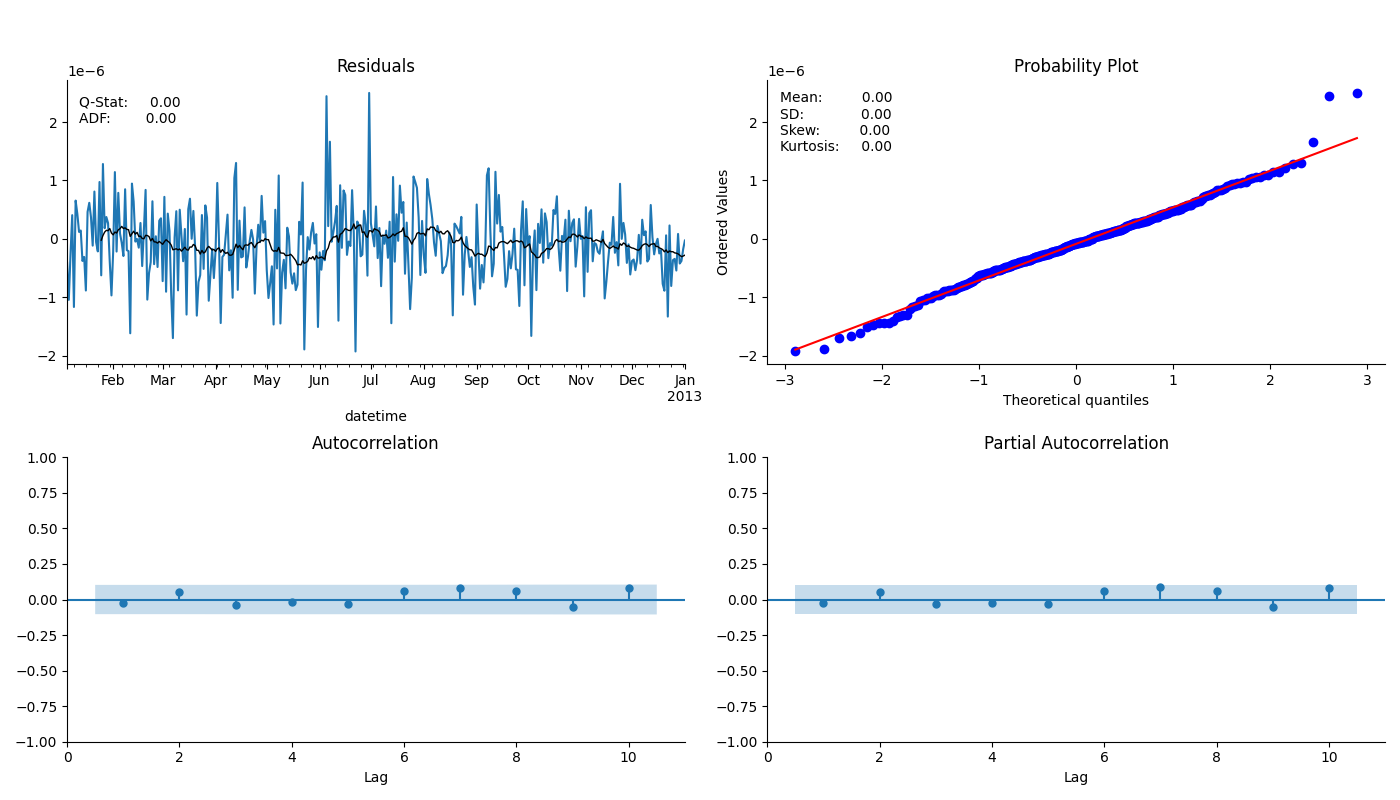 Residuals
1e−6
Q-Stat: 0.00
ADF: 0.00
2
1
0
−1
−2
Feb Mar Apr May Jun Jul Aug Sep Oct Nov Dec Jan
2013
datetime
Probability Plot
1e−6
Mean: 0.00
SD: 0.00
Skew: 0.00
Kurtosis: 0.00
Ordered Values
2
1
0
−1
−2
−3 −2 −1 0 1 2 3
Theoretical quantiles
Autocorrelation
1.00
0.75
0.50
0.25
0.00
−0.25
−0.50
−0.75
−1.00
0 2 4 6 8 10
Lag
Partial Autocorrelation
1.00
0.75
0.50
0.25
0.00
−0.25
−0.50
−0.75
−1.00
0 2 4 6 8 10
Lag